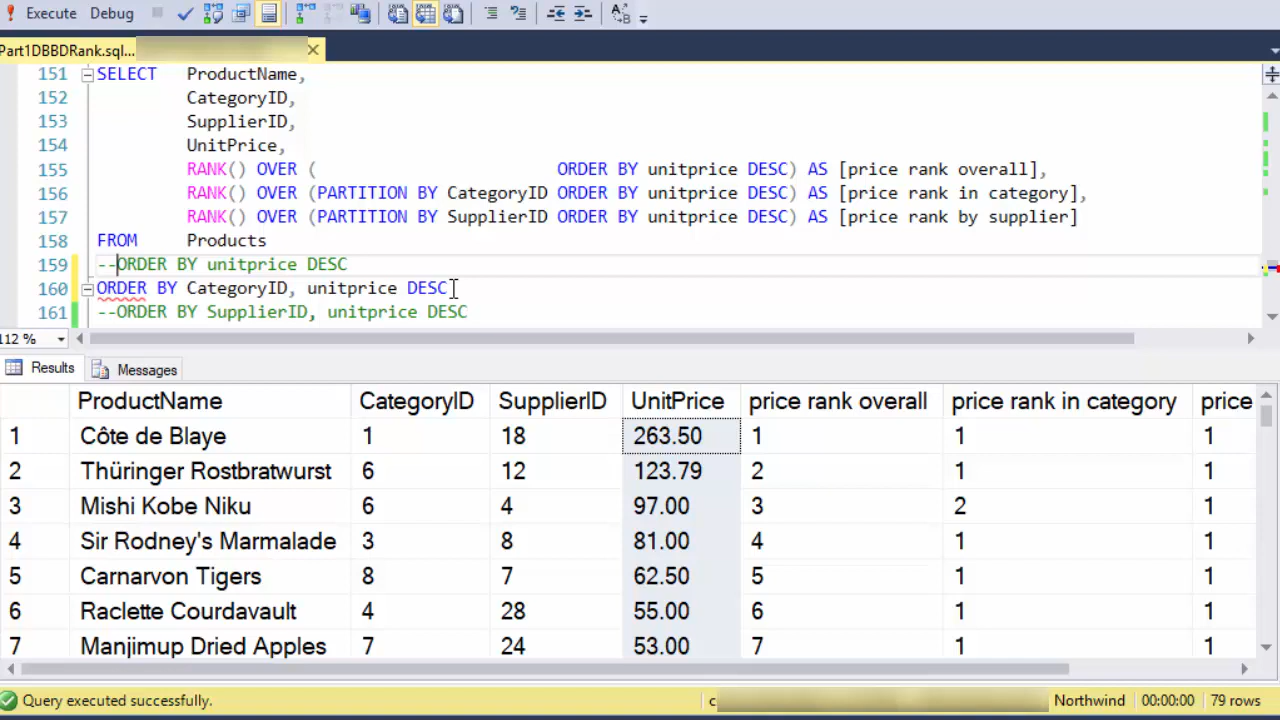 Execute Debug
Part1DBBDRank.sql...
151 SELECT ProductName,
152 CategoryID,
153 SupplierID,
154 UnitPrice,
155 RANK() OVER ( ORDER BY unitprice DESC) AS [price rank overall],
156 RANK() OVER (PARTITION BY CategoryID ORDER BY unitprice DESC) AS [price rank in category],
157 RANK() OVER (PARTITION BY SupplierID ORDER BY unitprice DESC) AS [price rank by supplier]
158 FROM Products
159 --ORDER BY unitprice DESC
160 ORDER BY CategoryID, unitprice DESC
161 --ORDER BY SupplierID, unitprice DESC
112 %
Results Messages
ProductName CategoryID SupplierID UnitPrice price rank overall price rank in category price
1 Côte de Blaye 1 18 263.50 1 1 1
2 Thüringer Rostbratwurst 6 12 123.79 2 1 1
3 Mishi Kobe Niku 6 4 97.00 3 2 1
4 Sir Rodney's Marmalade 3 8 81.00 4 1 1
5 Carnarvon Tigers 8 7 62.50 5 1 1
6 Raclette Courdavault 4 28 55.00 6 1 1
7 Manjimup Dried Apples 7 24 53.00 7 1 1
Query executed successfully. Northwind 00:00:00 79 rows